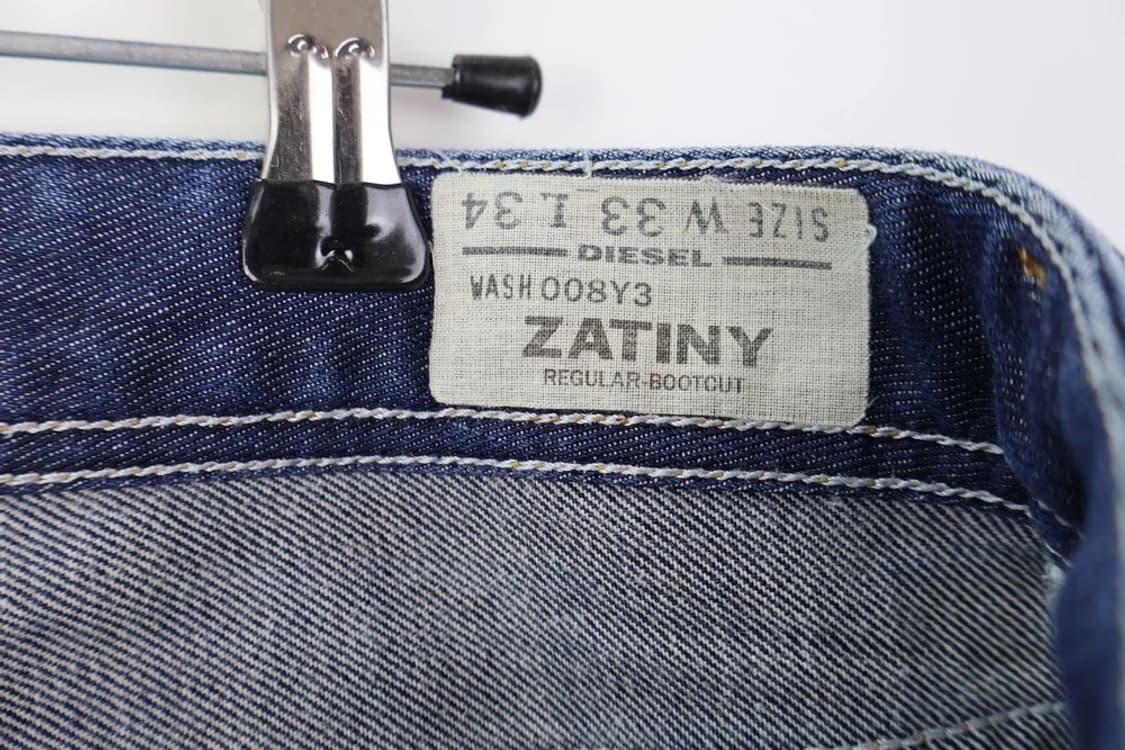 SIZE W 33 L 34
DIESEL
WASH 008Y3
ZATINY
REGULAR-BOOTCUT